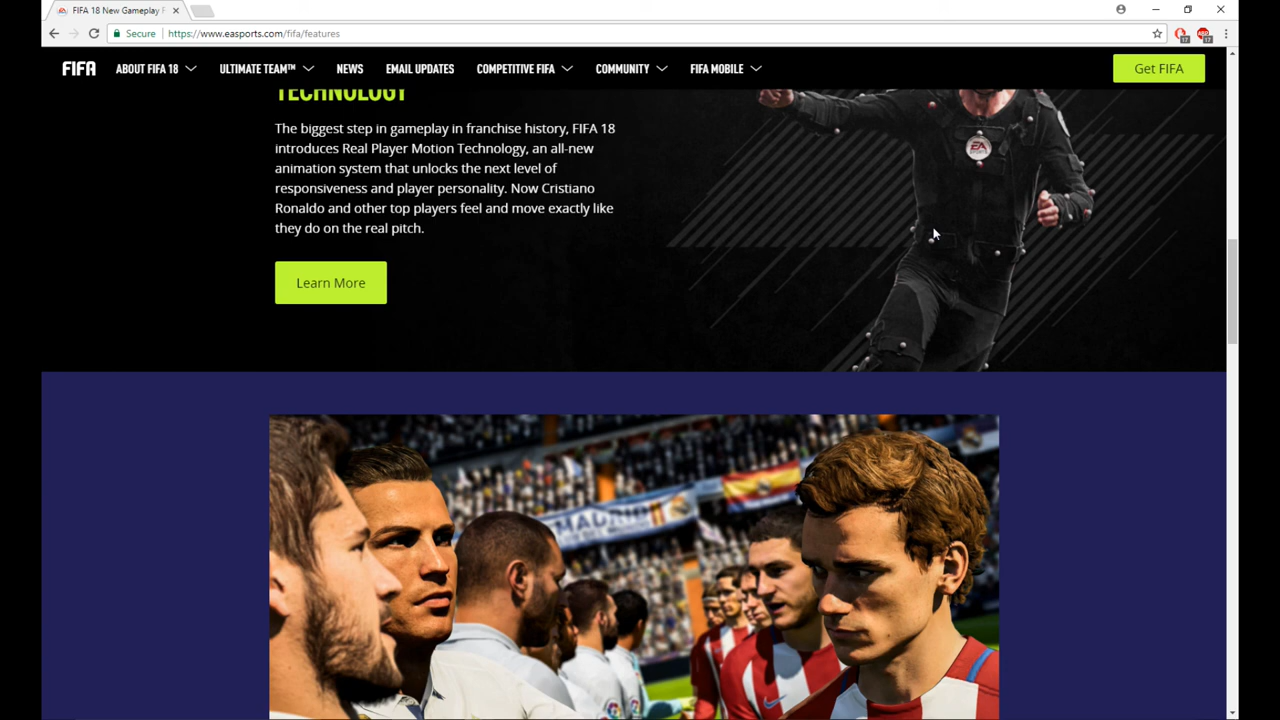 FIFA 18 New Gameplay F
Secure
https://www.easports.com/fifa/features
17
17
FIFA
ABOUT FIFA 18
ULTIMATE TEAM™
NEWS
EMAIL UPDATES
COMPETITIVE FIFA
COMMUNITY
FIFA MOBILE
Get FIFA
TECHNOLOGY
The biggest step in gameplay in franchise history, FIFA 18
introduces Real Player Motion Technology, an all-new
animation system that unlocks the next level of
responsiveness and player personality. Now Cristiano
Ronaldo and other top players feel and move exactly like
they do on the real pitch.
Learn More
EA
SPORTS
MADRID